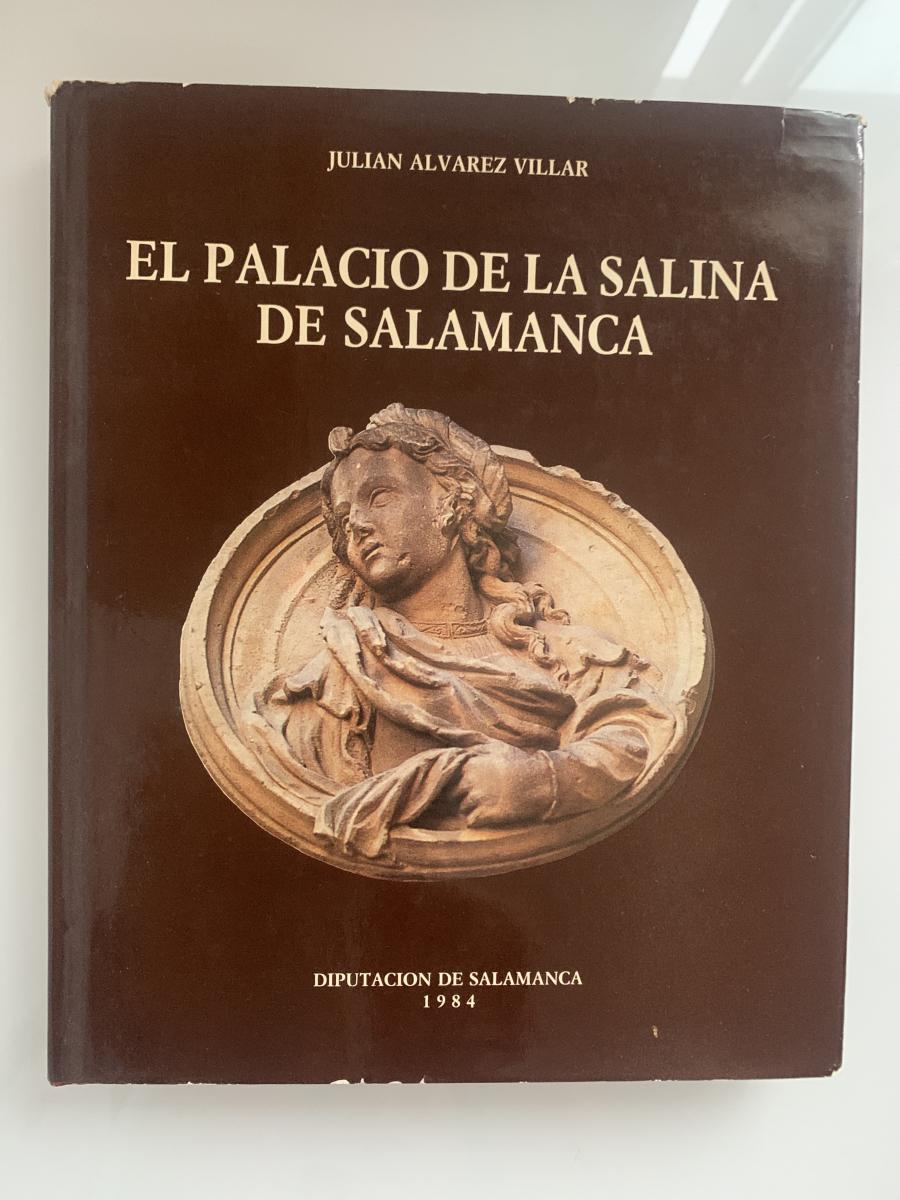 JULIAN ALVAREZ VILLAR
EL PALACIO DE LA SALINA
DE SALAMANCA
DIPUTACION DE SALAMANCA
1984